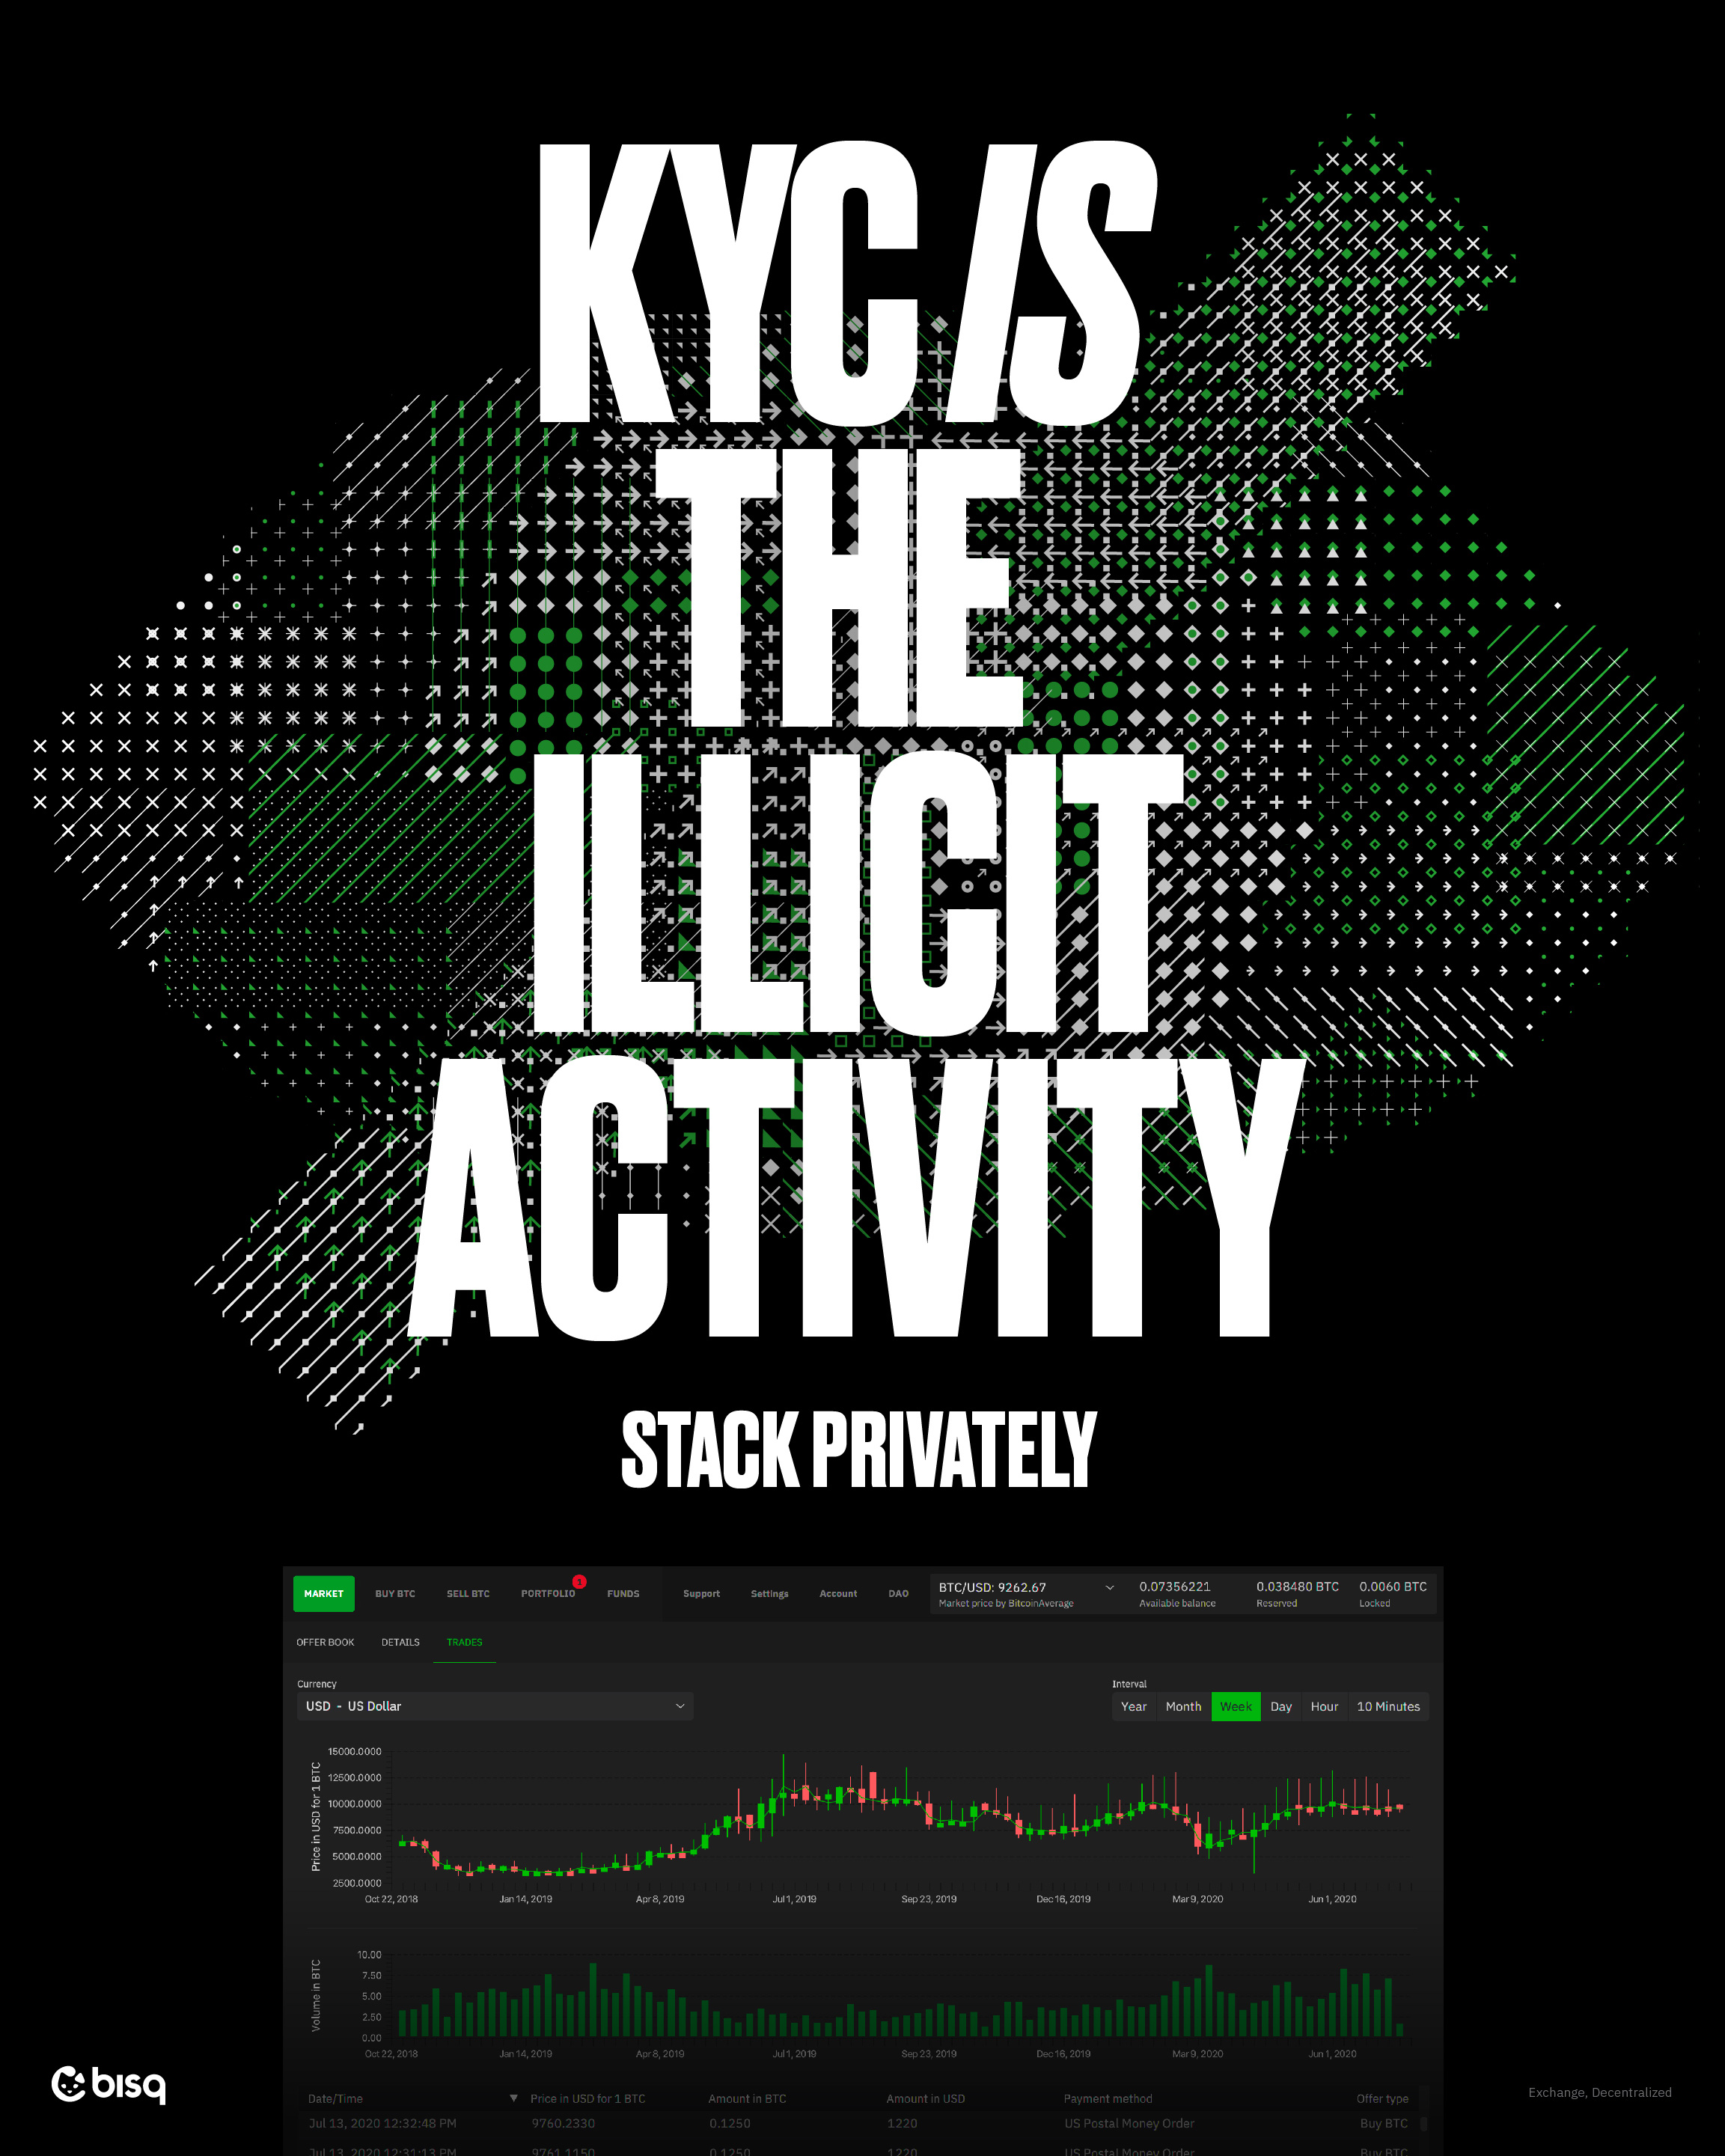 KYC IS
THE
ILLICIT
ACTIVITY
STACK PRIVATELY
MARKET BUY BTC SELL BTC PORTFOLIO 1 FUNDS Support Settings Account DAO BTC/USD: 9262.67 0.07356221 0.038480 BTC 0.0060 BTC
Market price by BitcoinAverage Available balance Reserved Locked
OFFER BOOK DETAILS TRADES
Currency Interval
USD - US Dollar Year Month Week Day Hour 10 Minutes
Price in USD for 1 BTC
15000.0000
12500.0000
10000.0000
7500.0000
5000.0000
2500.0000
Oct 22, 2018 Jan 14, 2019 Apr 8, 2019 Jul 1, 2019 Sep 23, 2019 Dec 16, 2019 Mar 9, 2020 Jun 1, 2020
Volume in BTC
10.00
7.50
5.00
2.50
0.00
Oct 22, 2018 Jan 14, 2019 Apr 8, 2019 Jul 1, 2019 Sep 23, 2019 Dec 16, 2019 Mar 9, 2020 Jun 1, 2020
bisq
Exchange, Decentralized
Date/Time Price in USD for 1 BTC Amount in BTC Amount in USD Payment method Offer type
Jul 13, 2020 12:32:48 PM 9760.2330 0.1250 1220 US Postal Money Order Buy BTC
Jul 13, 2020 12:31:13 PM 9761.1150 0.1250 1220 US Postal Money Order Buy BTC